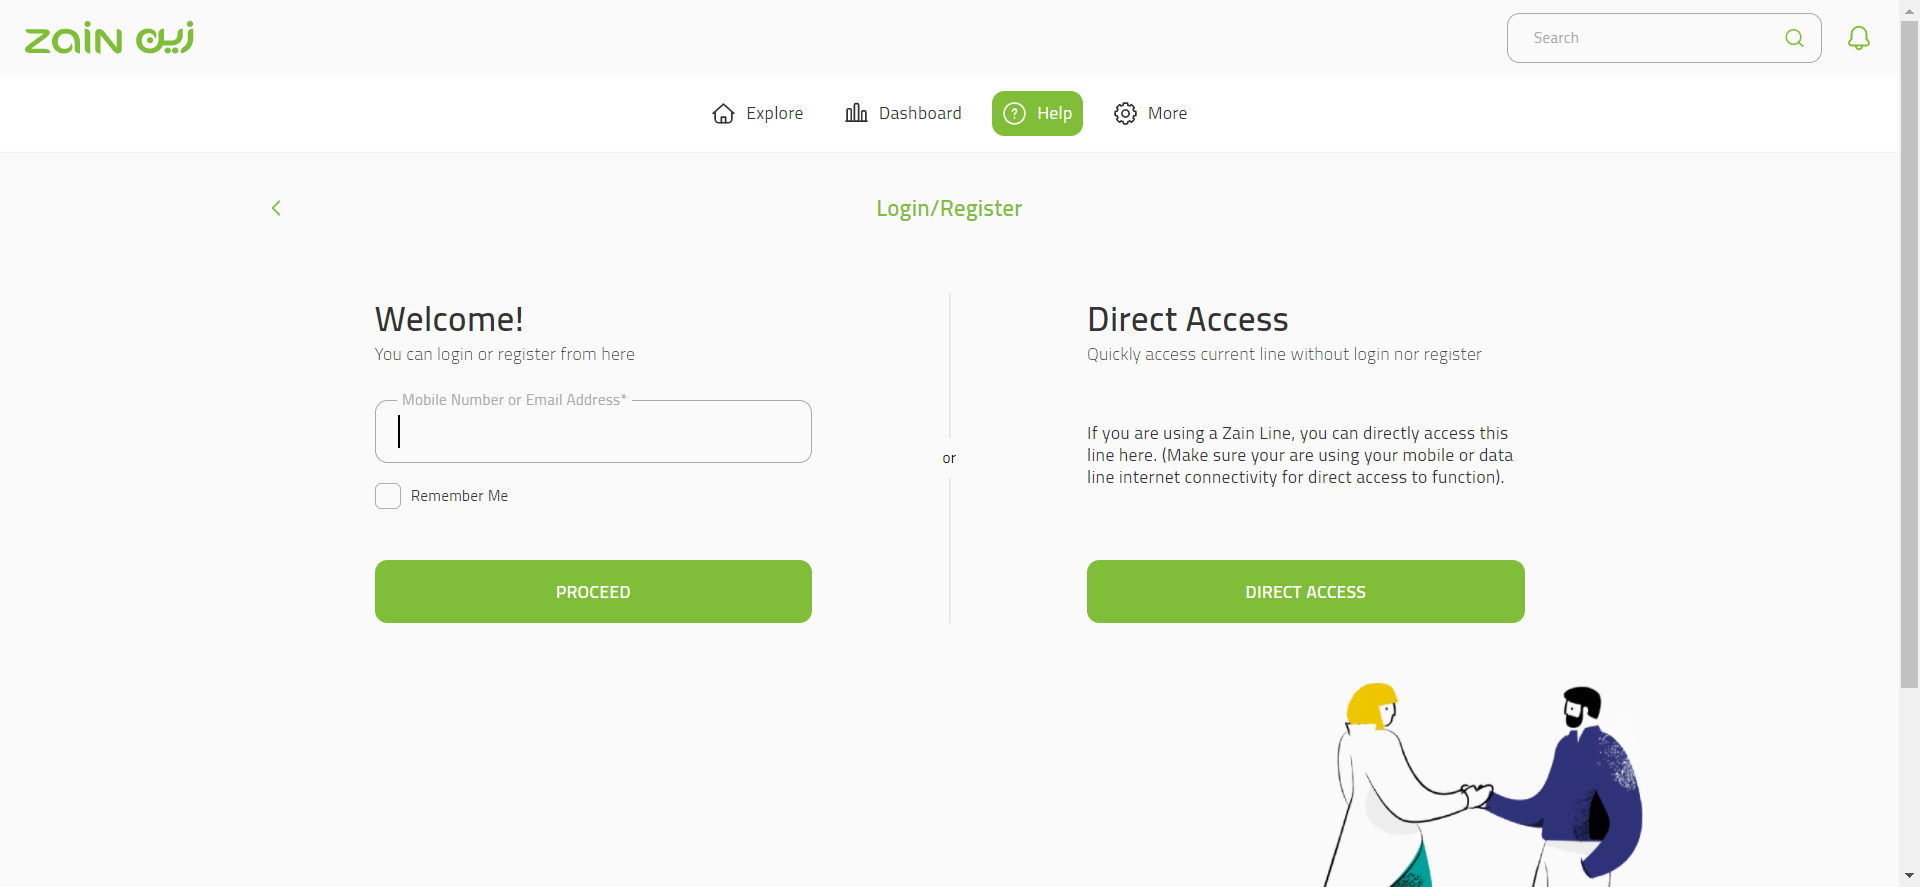 zain زين
Search
Explore
Dashboard
Help
More
Login/Register
Welcome!
You can login or register from here
Mobile Number or Email Address*
Remember Me
PROCEED
or
Direct Access
Quickly access current line without login nor register
If you are using a Zain Line, you can directly access this
line here. (Make sure your are using your mobile or data
line internet connectivity for direct access to function).
DIRECT ACCESS